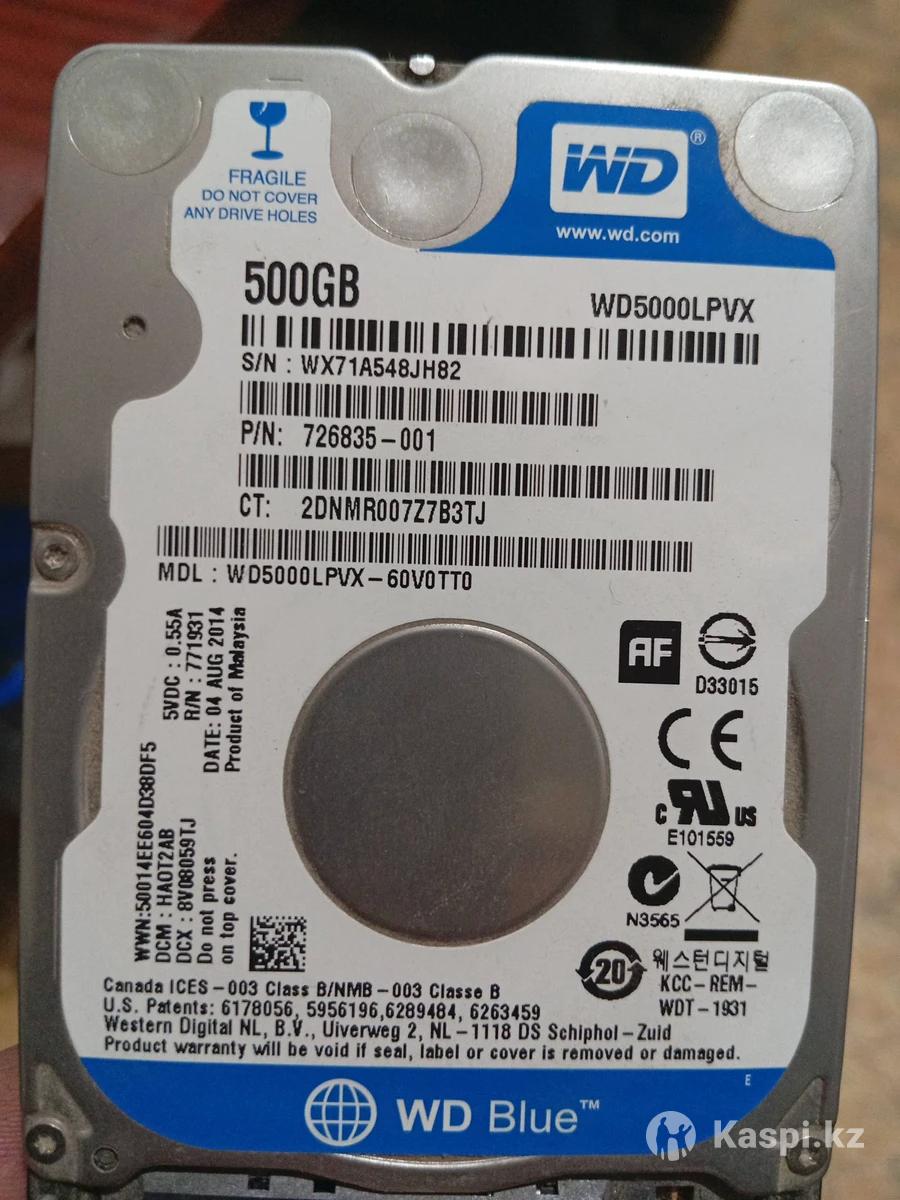 FRAGILE
DO NOT COVER
ANY DRIVE HOLES
WD®
www.wd.com
500GB
WD5000LPVX
S/N : WX71A548JH82
P/N: 726835-001
CT: 2DNMR007Z7B3TJ
MDL : WD5000LPVX-60V0TT0
5VDC : 0.55A
R/N : 771931
DATE: 04 AUG 2014
Product of Malaysia
WWN:50014EE604D38DF5
DCM : HAOT2AB
DCX : 8V08059TJ
Do not press
on top cover.
AF
D33015
CE
c RU US
E101559
N3565
20
웨스턴디지털
KCC-REM-
WDT-1931
Canada ICES-003 Class B/NMB-003 Classe B
U.S. Patents: 6178056, 5956196,6289484, 6263459
Western Digital NL, B.V., Uiverweg 2, NL-1118 DS Schiphol-Zuid
Product warranty will be void if seal, label or cover is removed or damaged.
E
WD Blue™
Kaspi.kz